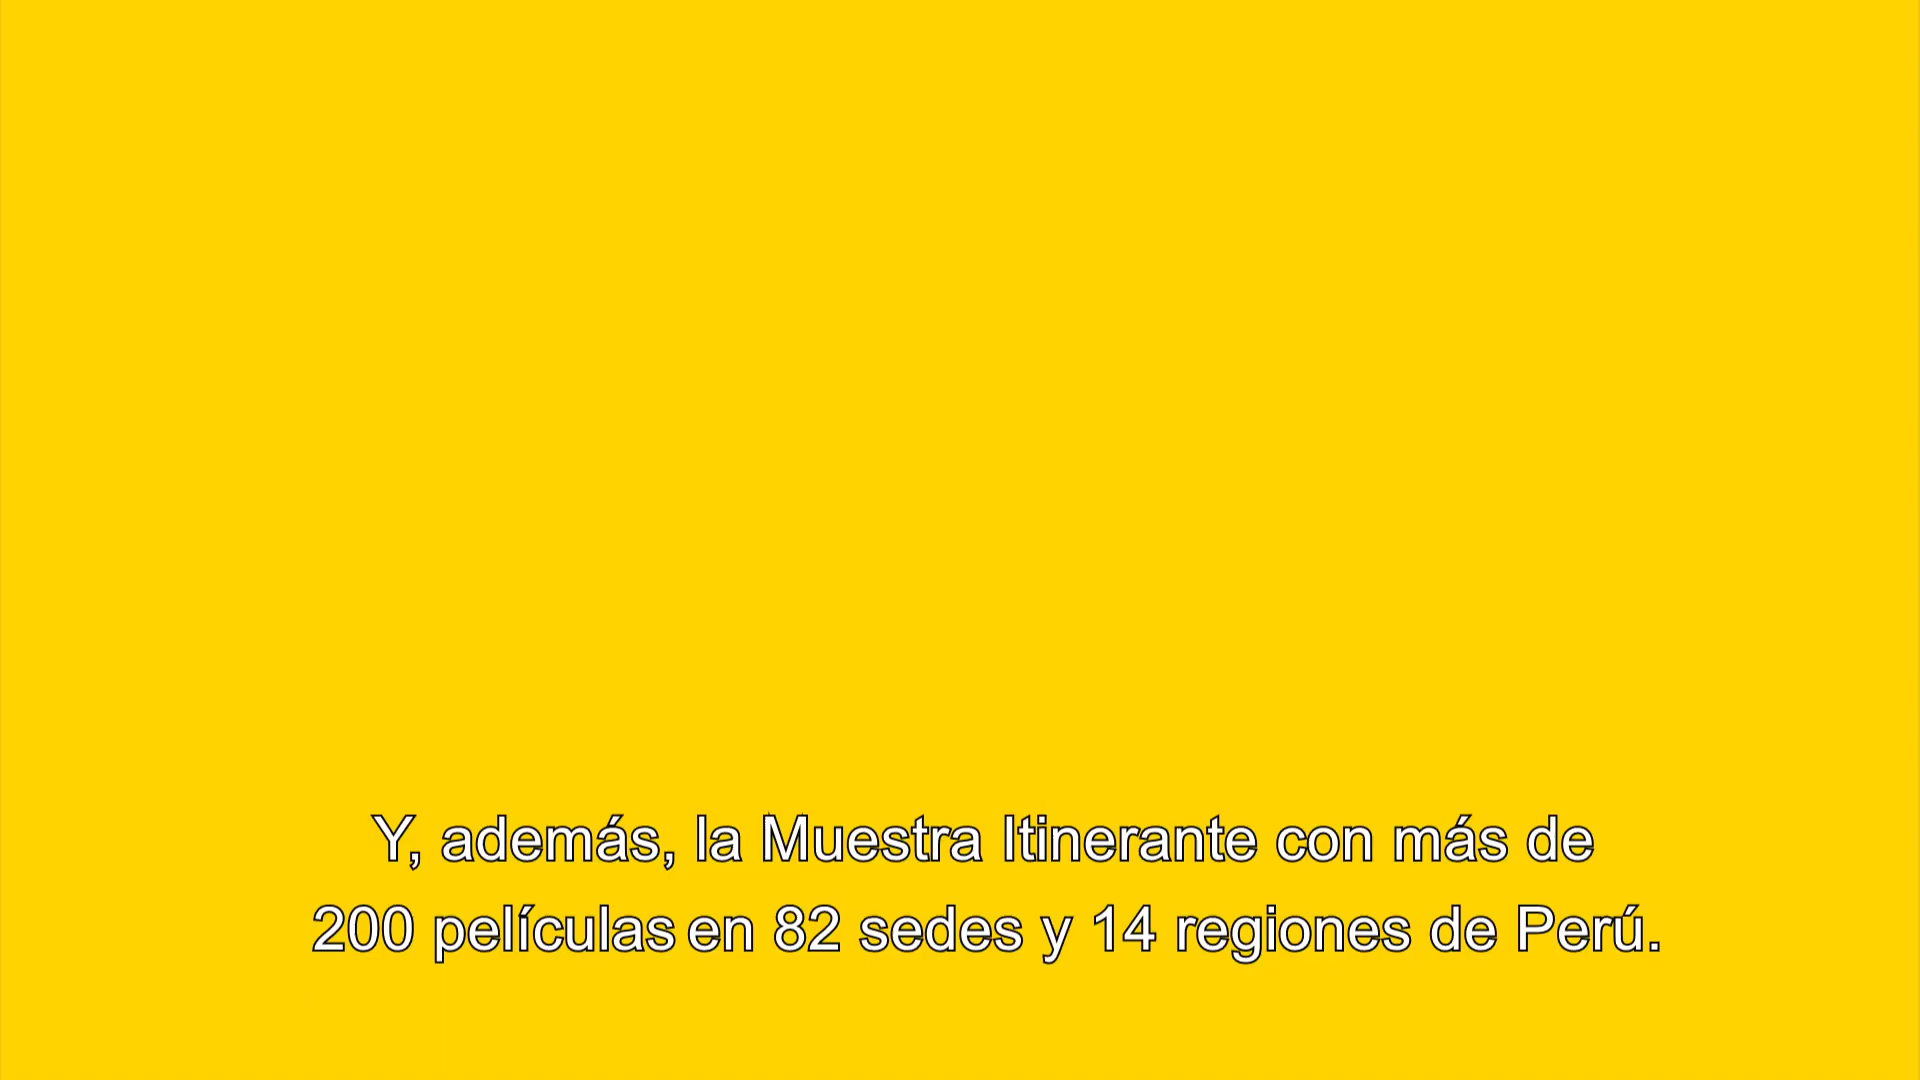 Y, además, la Muestra Itinerante con más de
200 películas en 82 sedes y 14 regiones de Perú.